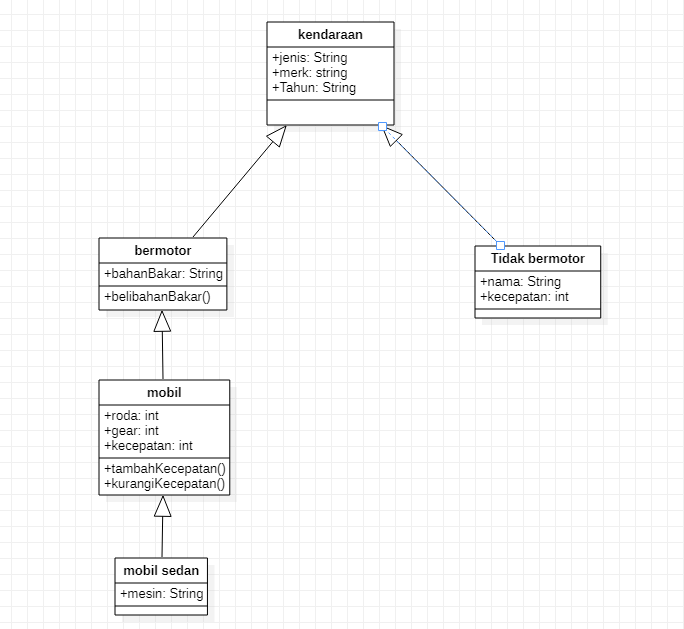 kendaraan
+jenis: String
+merk: string
+Tahun: String
bermotor
+bahanBakar: String
+belibahanBakar()
Tidak bermotor
+nama: String
+kecepatan: int
mobil
+roda: int
+gear: int
+kecepatan: int
+tambahKecepatan()
+kurangiKecepatan()
mobil sedan
+mesin: String